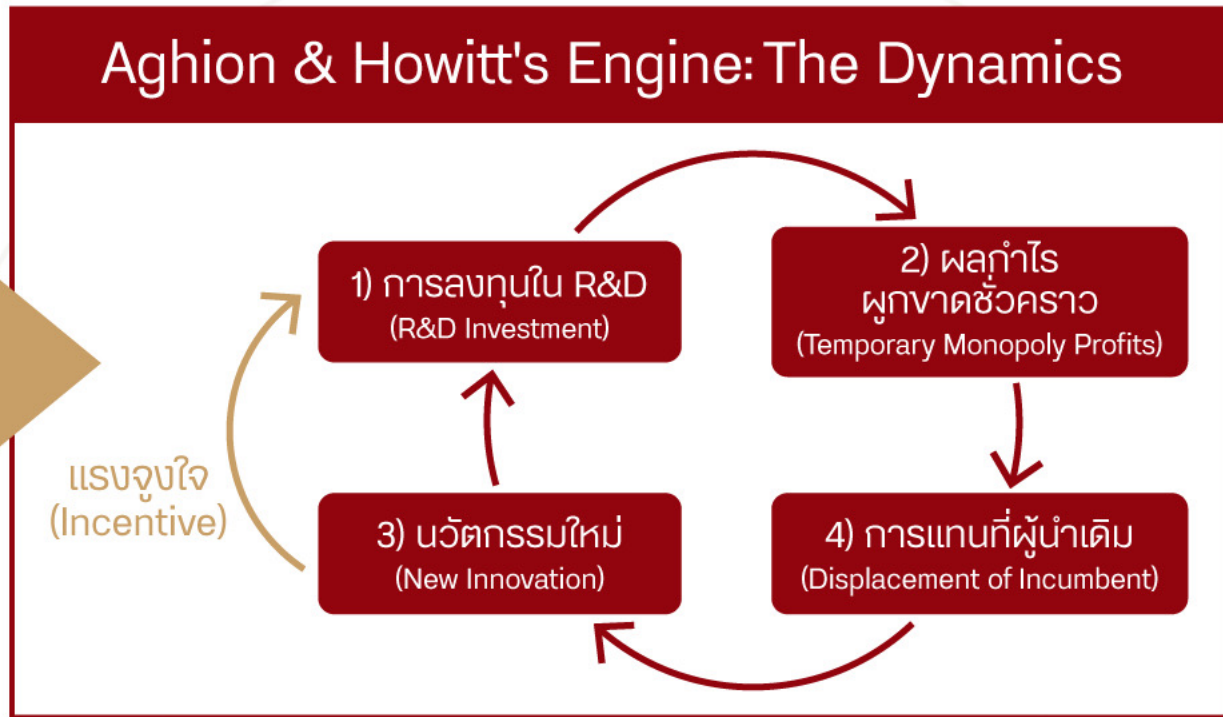 Aghion & Howitt's Engine: The Dynamics
1) การลงทุนใน R&D
(R&D Investment)
2) ผลกำไร
ผูกขาดชั่วคราว
(Temporary Monopoly Profits)
แรงจูงใจ
(Incentive)
3) นวัตกรรมใหม่
(New Innovation)
4) การแทนที่ผู้นำเดิม
(Displacement of Incumbent)